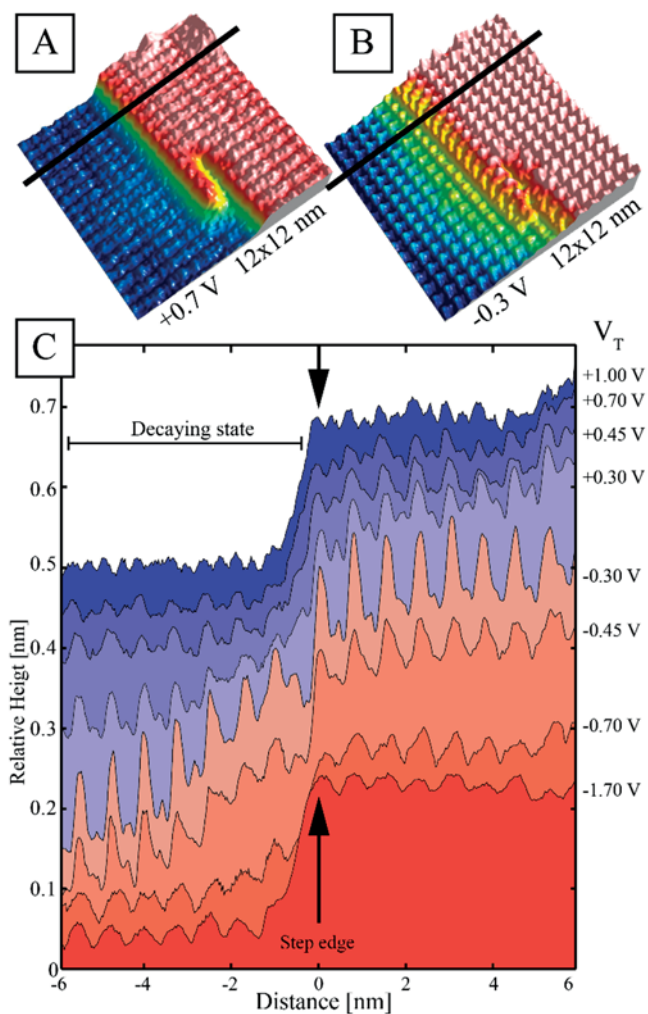 A
B
+0.7 V
12x12 nm
-0.3 V
12x12 nm
C
V_T
Decaying state
+1.00 V
+0.70 V
+0.45 V
+0.30 V
-0.30 V
-0.45 V
-0.70 V
-1.70 V
Relative Heigt [nm]
0.7
0.6
0.5
0.4
0.3
0.2
0.1
0
Step edge
-6
-4
-2
0
2
4
6
Distance [nm]